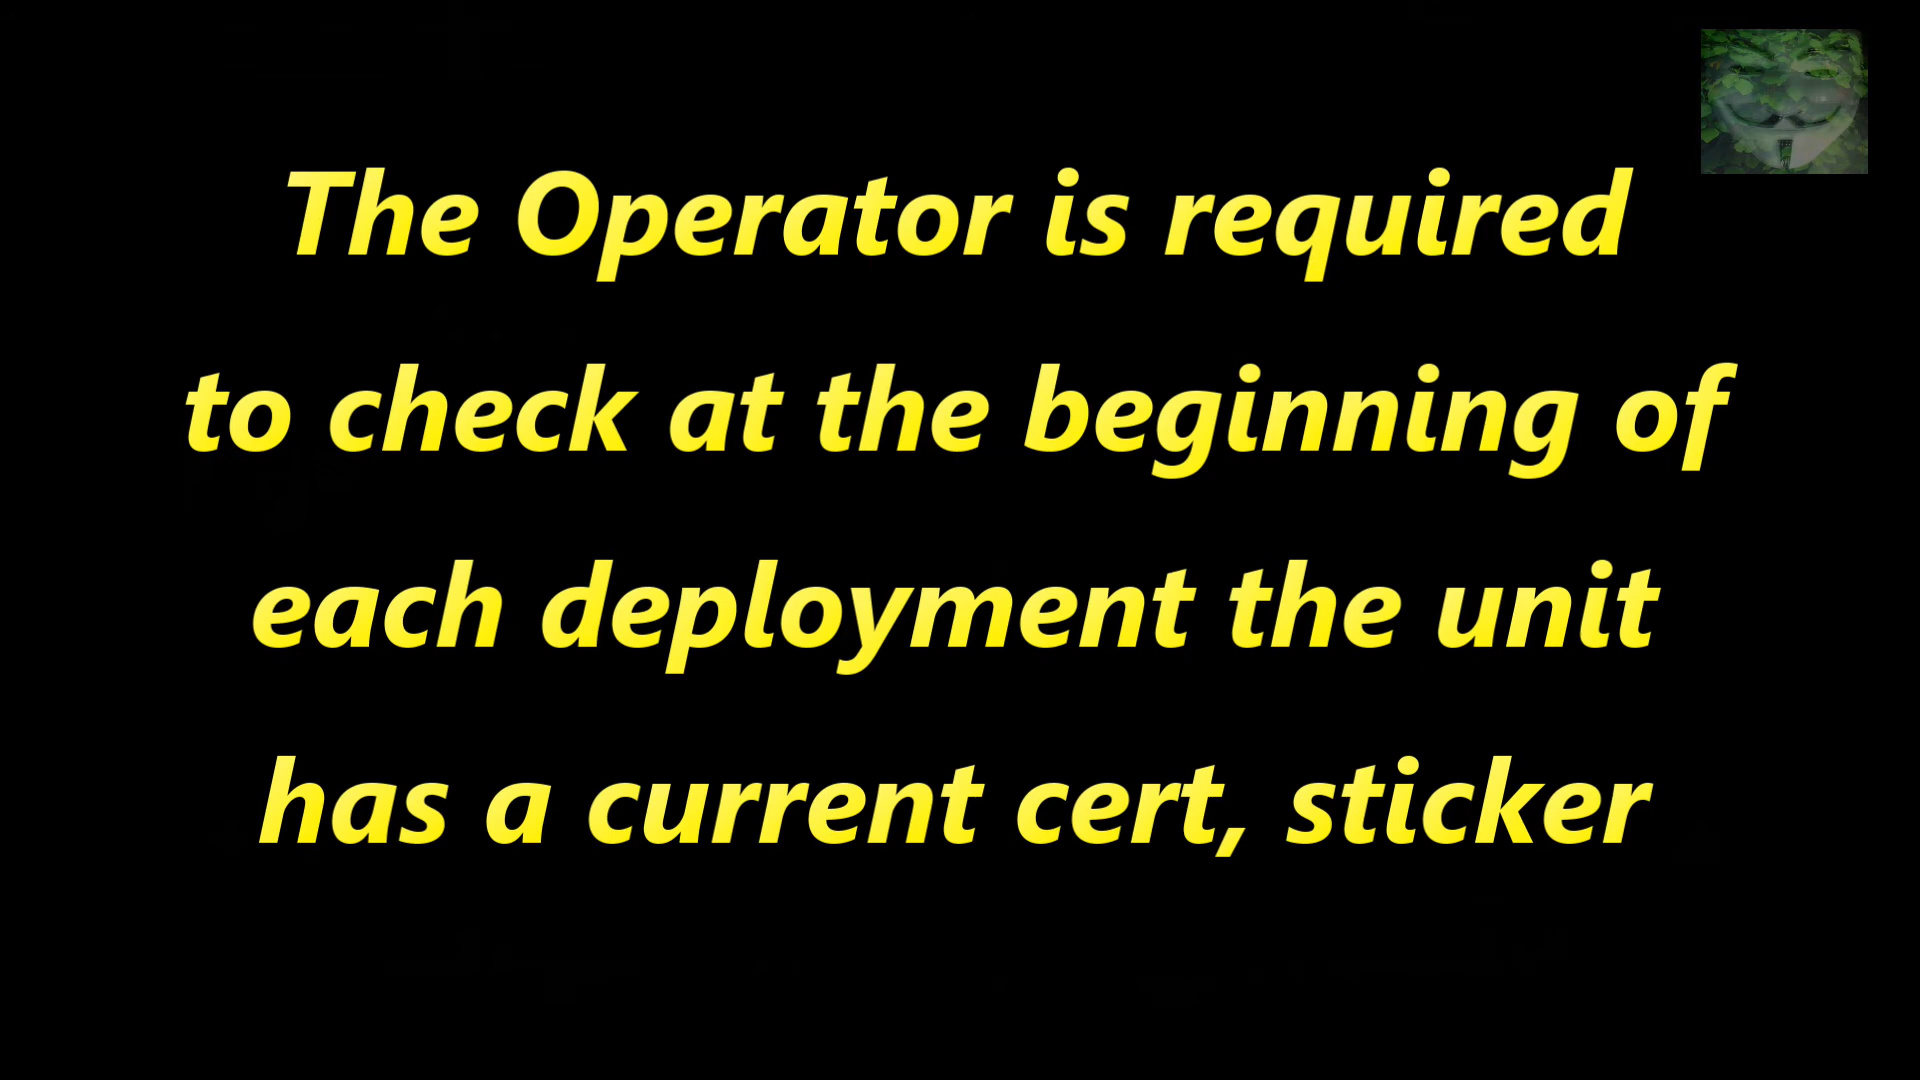 The Operator is required
to check at the beginning of
each deployment the unit
has a current cert, sticker